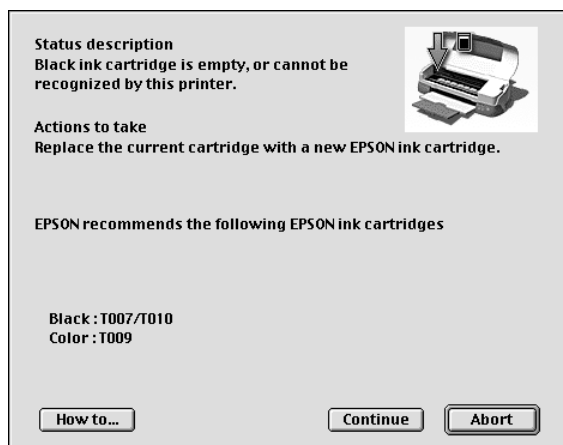 Status description
Black ink cartridge is empty, or cannot be
recognized by this printer.
Actions to take
Replace the current cartridge with a new EPSON ink cartridge.
EPSON recommends the following EPSON ink cartridges
Black : T007/T010
Color : T009
How to... Continue Abort